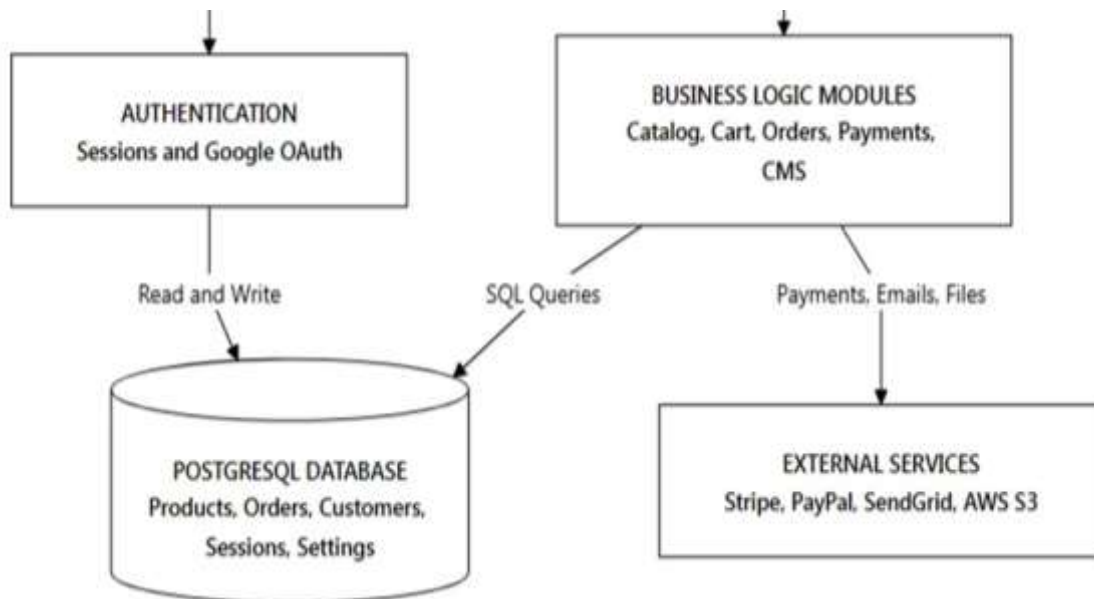 AUTHENTICATION
Sessions and Google OAuth
BUSINESS LOGIC MODULES
Catalog, Cart, Orders, Payments,
CMS
Read and Write
SQL Queries
Payments, Emails, Files
POSTGRESQL DATABASE
Products, Orders, Customers,
Sessions, Settings
EXTERNAL SERVICES
Stripe, PayPal, SendGrid, AWS S3